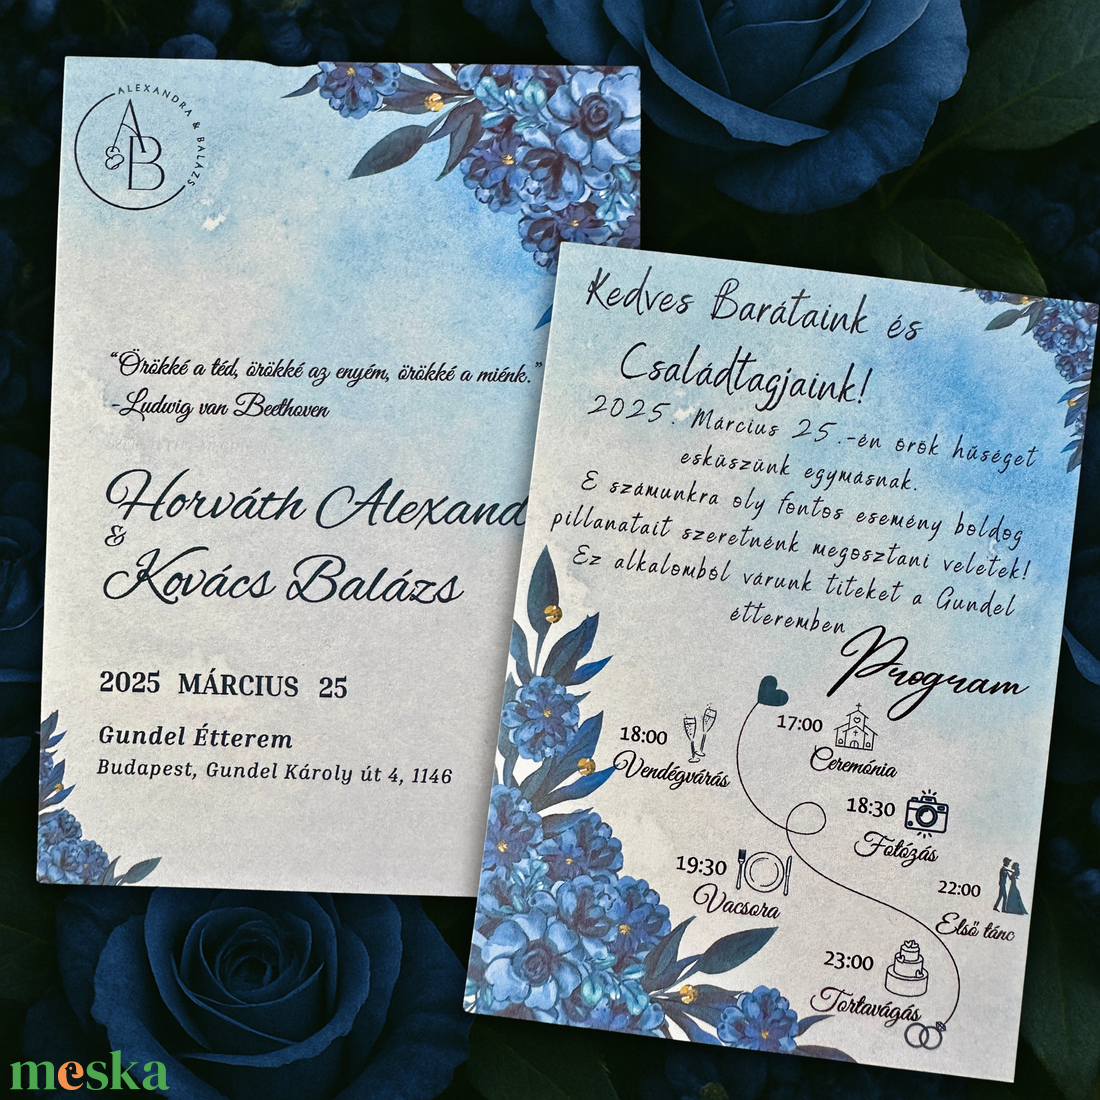 ALEXANDRA & BALÁZS
A&B
“Örökké a téd, örökké az enyém, örökké a miénk.”
-Ludwig van Beethoven
Horváth Alexand
&
Kovács Balázs
2025 MÁRCIUS 25
Gundel Étterem
Budapest, Gundel Károly út 4, 1146
Kedves Barátaink és
Családtagjaink!
2025. Március 25.-én örök hűséget
esküszünk egymásnak.
E számunkra oly fontos esemény boldog
pillanatait szeretnénk megosztani veletek!
Ez alkalomból várunk titeket a Gundel
étteremben
Program
17:00
Ceremónia
18:00
Vendégvárás
18:30
Fotózás
19:30
Vacsora
22:00
Első tánc
23:00
Tortavágás
meska